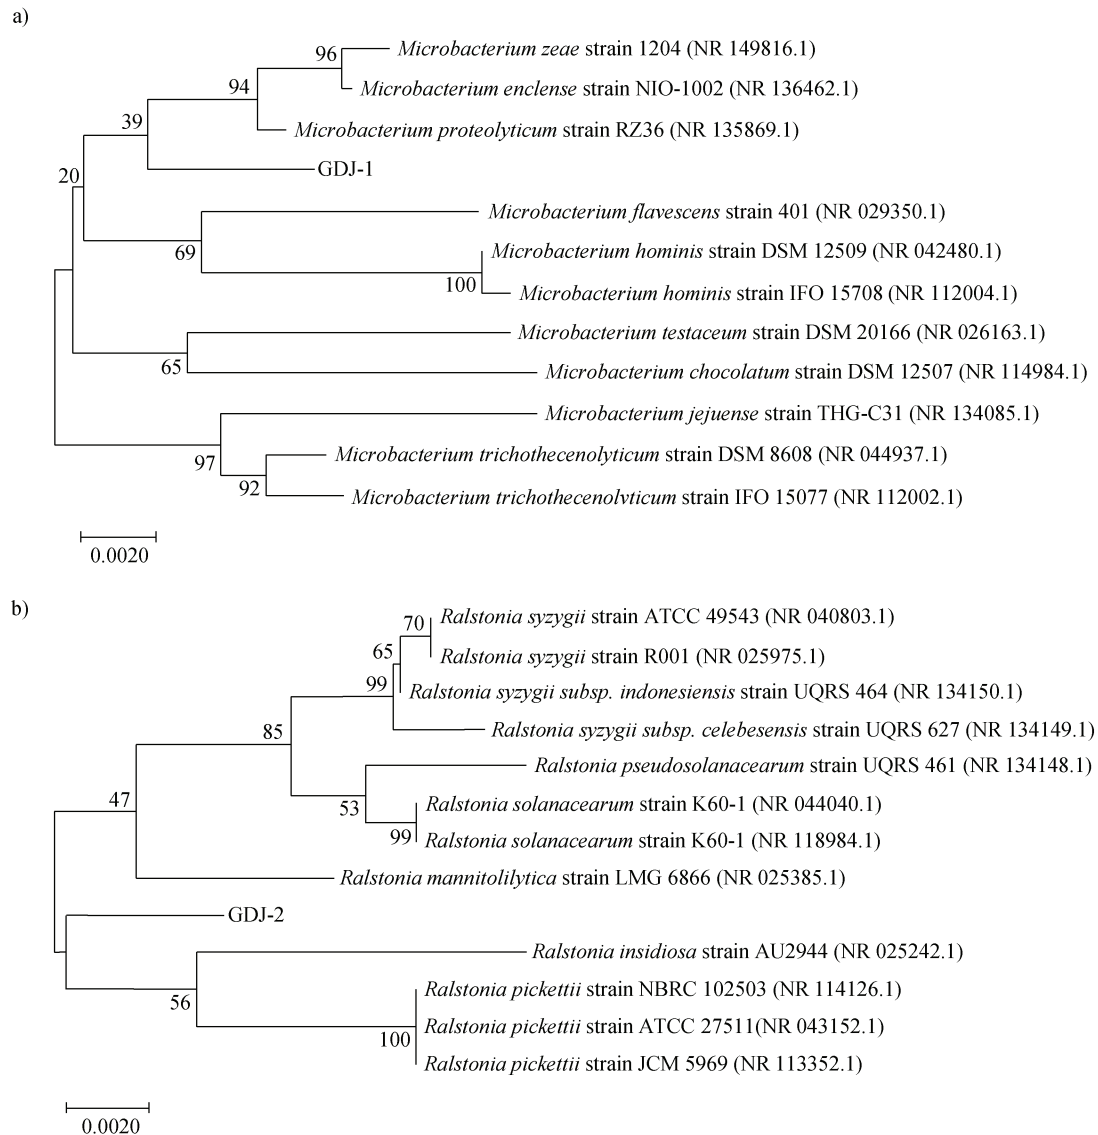 a)
96
Microbacterium zeae strain 1204 (NR 149816.1)
94
Microbacterium enclense strain NIO-1002 (NR 136462.1)
39
Microbacterium proteolyticum strain RZ36 (NR 135869.1)
GDJ-1
20
Microbacterium flavescens strain 401 (NR 029350.1)
69
Microbacterium hominis strain DSM 12509 (NR 042480.1)
100
Microbacterium hominis strain IFO 15708 (NR 112004.1)
Microbacterium testaceum strain DSM 20166 (NR 026163.1)
65
Microbacterium chocolatum strain DSM 12507 (NR 114984.1)
Microbacterium jejuense strain THG-C31 (NR 134085.1)
97
Microbacterium trichothecenolyticum strain DSM 8608 (NR 044937.1)
92
Microbacterium trichothecenolvticum strain IFO 15077 (NR 112002.1)
0.0020
b)
70
Ralstonia syzygii strain ATCC 49543 (NR 040803.1)
65
Ralstonia syzygii strain R001 (NR 025975.1)
99
Ralstonia syzygii subsp. indonesiensis strain UQRS 464 (NR 134150.1)
85
Ralstonia syzygii subsp. celebesensis strain UQRS 627 (NR 134149.1)
Ralstonia pseudosolanacearum strain UQRS 461 (NR 134148.1)
47
53
Ralstonia solanacearum strain K60-1 (NR 044040.1)
99
Ralstonia solanacearum strain K60-1 (NR 118984.1)
Ralstonia mannitolilytica strain LMG 6866 (NR 025385.1)
GDJ-2
Ralstonia insidiosa strain AU2944 (NR 025242.1)
56
Ralstonia pickettii strain NBRC 102503 (NR 114126.1)
Ralstonia pickettii strain ATCC 27511(NR 043152.1)
100
Ralstonia pickettii strain JCM 5969 (NR 113352.1)
0.0020